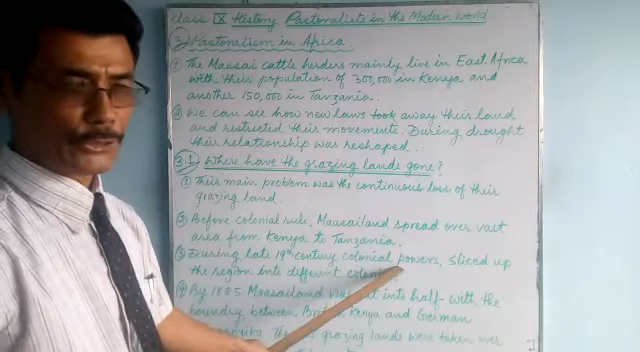 Class IX History Pastoralists in the Modern World
③ Pastoralism in Africa
① The Maasai cattle herders mainly live in East Africa
with their population of 300,000 in Keneya and
another 150,000 in Tanzania.
② We can see how new laws took away their land
and restricted their movements. During drought
their relationship was reshaped.
3.1 Where have the grazing lands gone?
① Their main problem was the continuous loss of their
grazing land.
② Before colonial rule, Maasailand spread over vast
area from Kenya to Tanzania.
③ During late 19th century colonial powers, sliced up
the region into different
④ By 1885 Maasailand was into half with the
boundry between Kenya and German
grazing lands were taken over